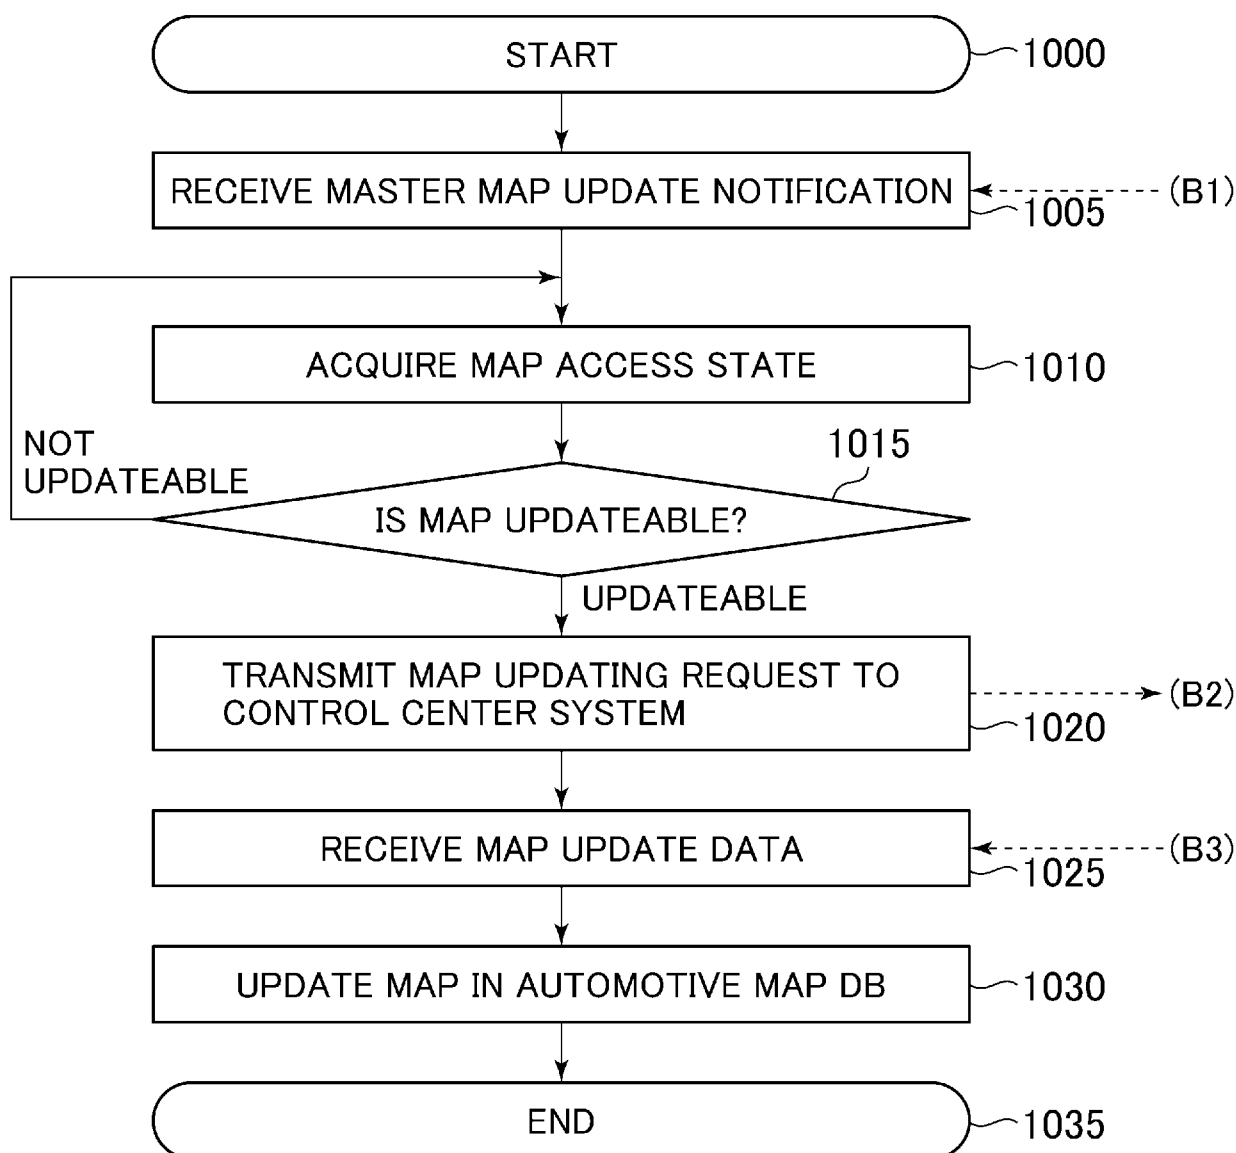 START
1000
RECEIVE MASTER MAP UPDATE NOTIFICATION
(B1)
1005
ACQUIRE MAP ACCESS STATE
1010
NOT
UPDATEABLE
1015
IS MAP UPDATEABLE?
UPDATEABLE
TRANSMIT MAP UPDATING REQUEST TO
CONTROL CENTER SYSTEM
(B2)
1020
RECEIVE MAP UPDATE DATA
(B3)
1025
UPDATE MAP IN AUTOMOTIVE MAP DB
1030
END
1035